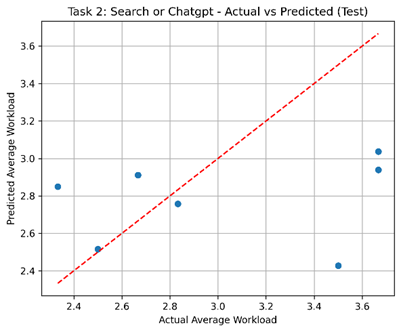 Task 2: Search or Chatgpt - Actual vs Predicted (Test)
Predicted Average Workload
3.6
3.4
3.2
3.0
2.8
2.6
2.4
2.4 2.6 2.8 3.0 3.2 3.4 3.6
Actual Average Workload